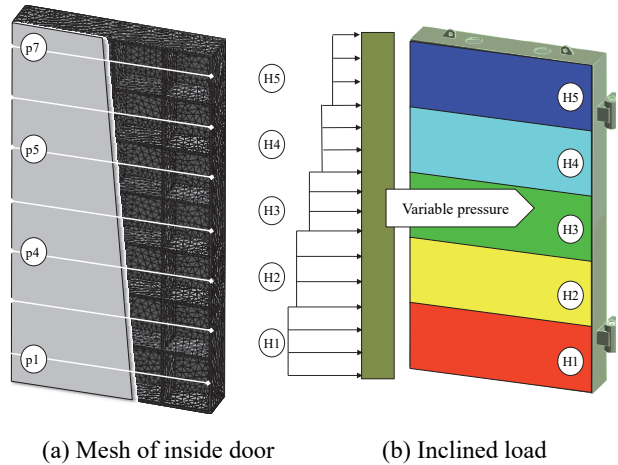 p7
p5
p4
p1
H5
H4
H3
H2
H1
Variable pressure
H5
H4
H3
H2
H1
(a) Mesh of inside door
(b) Inclined load